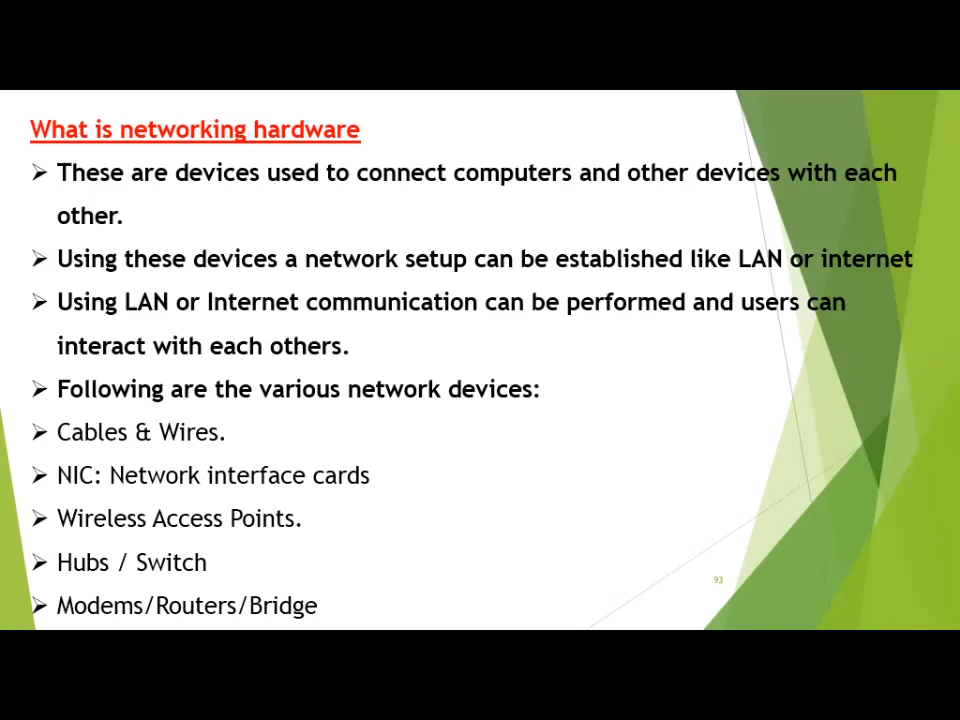 What is networking hardware
➢ These are devices used to connect computers and other devices with each
other.
➢ Using these devices a network setup can be established like LAN or internet
➢ Using LAN or Internet communication can be performed and users can
interact with each others.
➢ Following are the various network devices:
➢ Cables & Wires.
➢ NIC: Network interface cards
➢ Wireless Access Points.
➢ Hubs / Switch
➢ Modems/Routers/Bridge
93